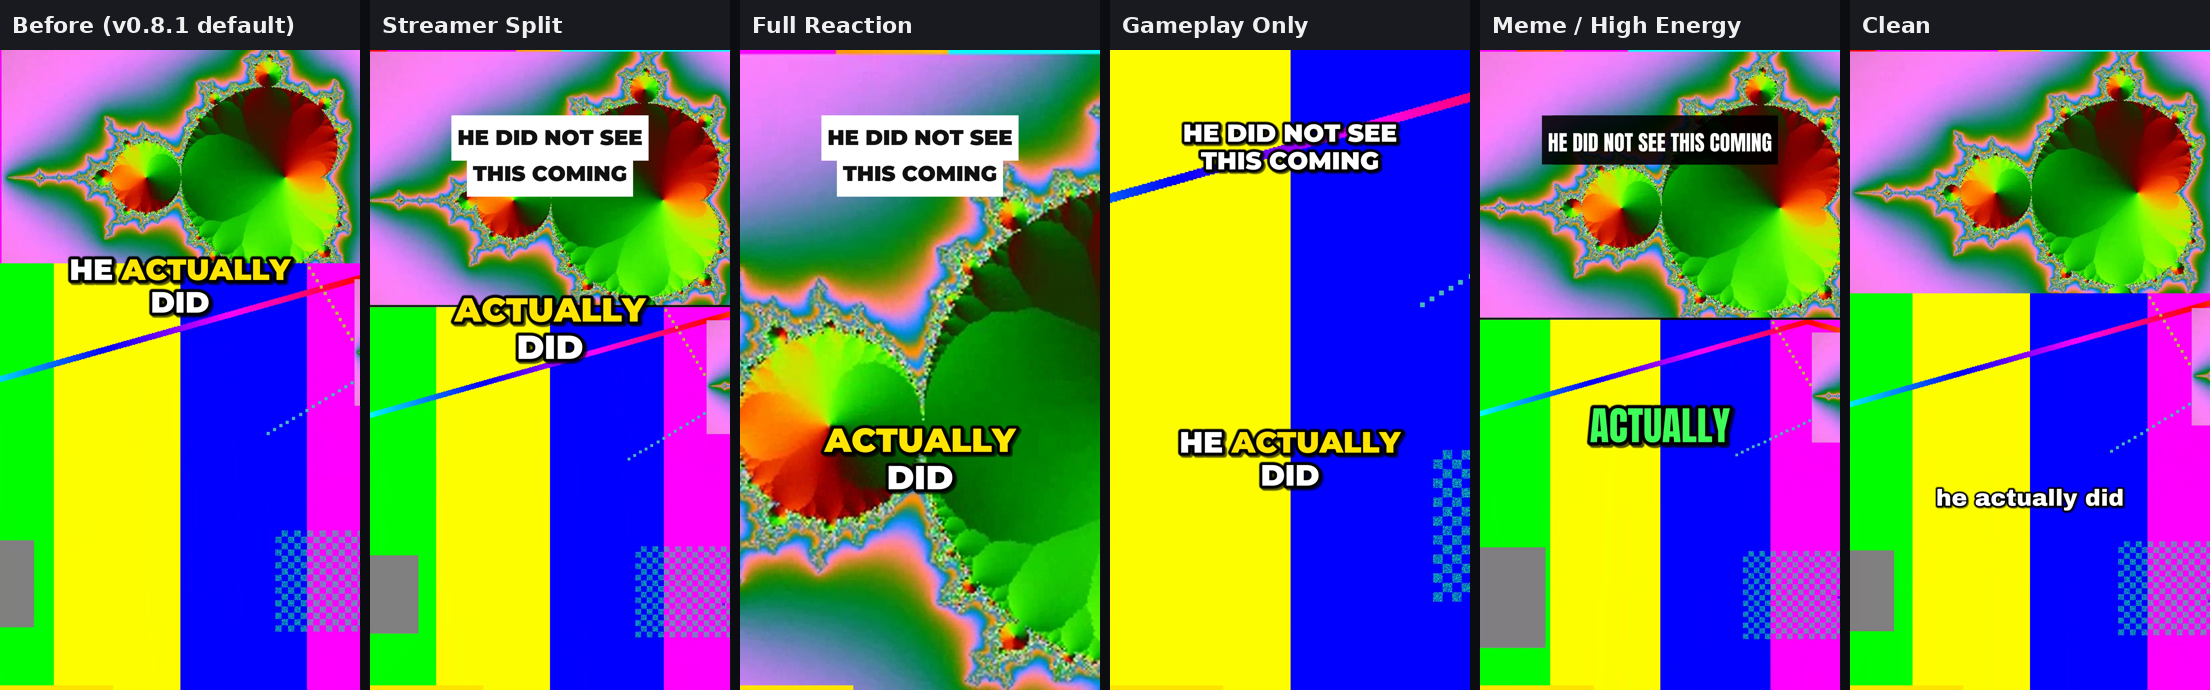 Before (v0.8.1 default)
HE ACTUALLY
DID
Streamer Split
HE DID NOT SEE
THIS COMING
ACTUALLY
DID
Full Reaction
HE DID NOT SEE
THIS COMING
ACTUALLY
DID
Gameplay Only
HE DID NOT SEE
THIS COMING
HE ACTUALLY
DID
Meme / High Energy
HE DID NOT SEE THIS COMING
ACTUALLY
Clean
he actually did